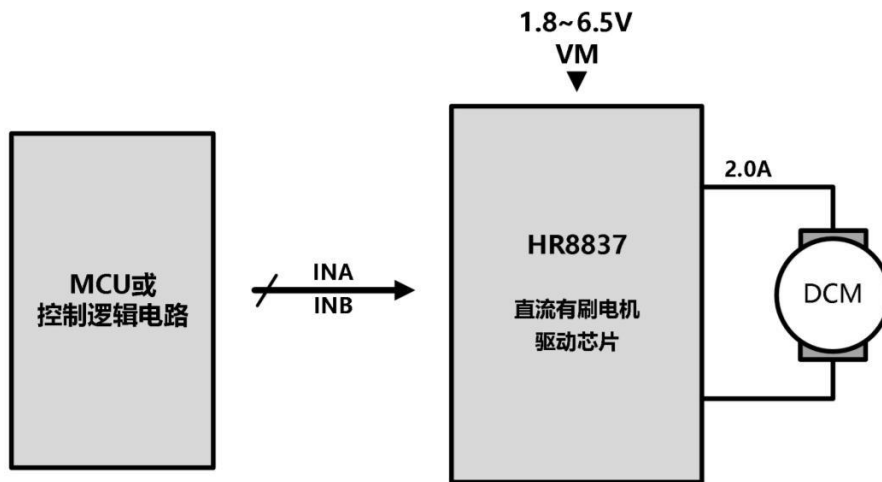 1.8~6.5V
VM
2.0A
MCU或
控制逻辑电路
INA
INB
HR8837
直流有刷电机
驱动芯片
DCM